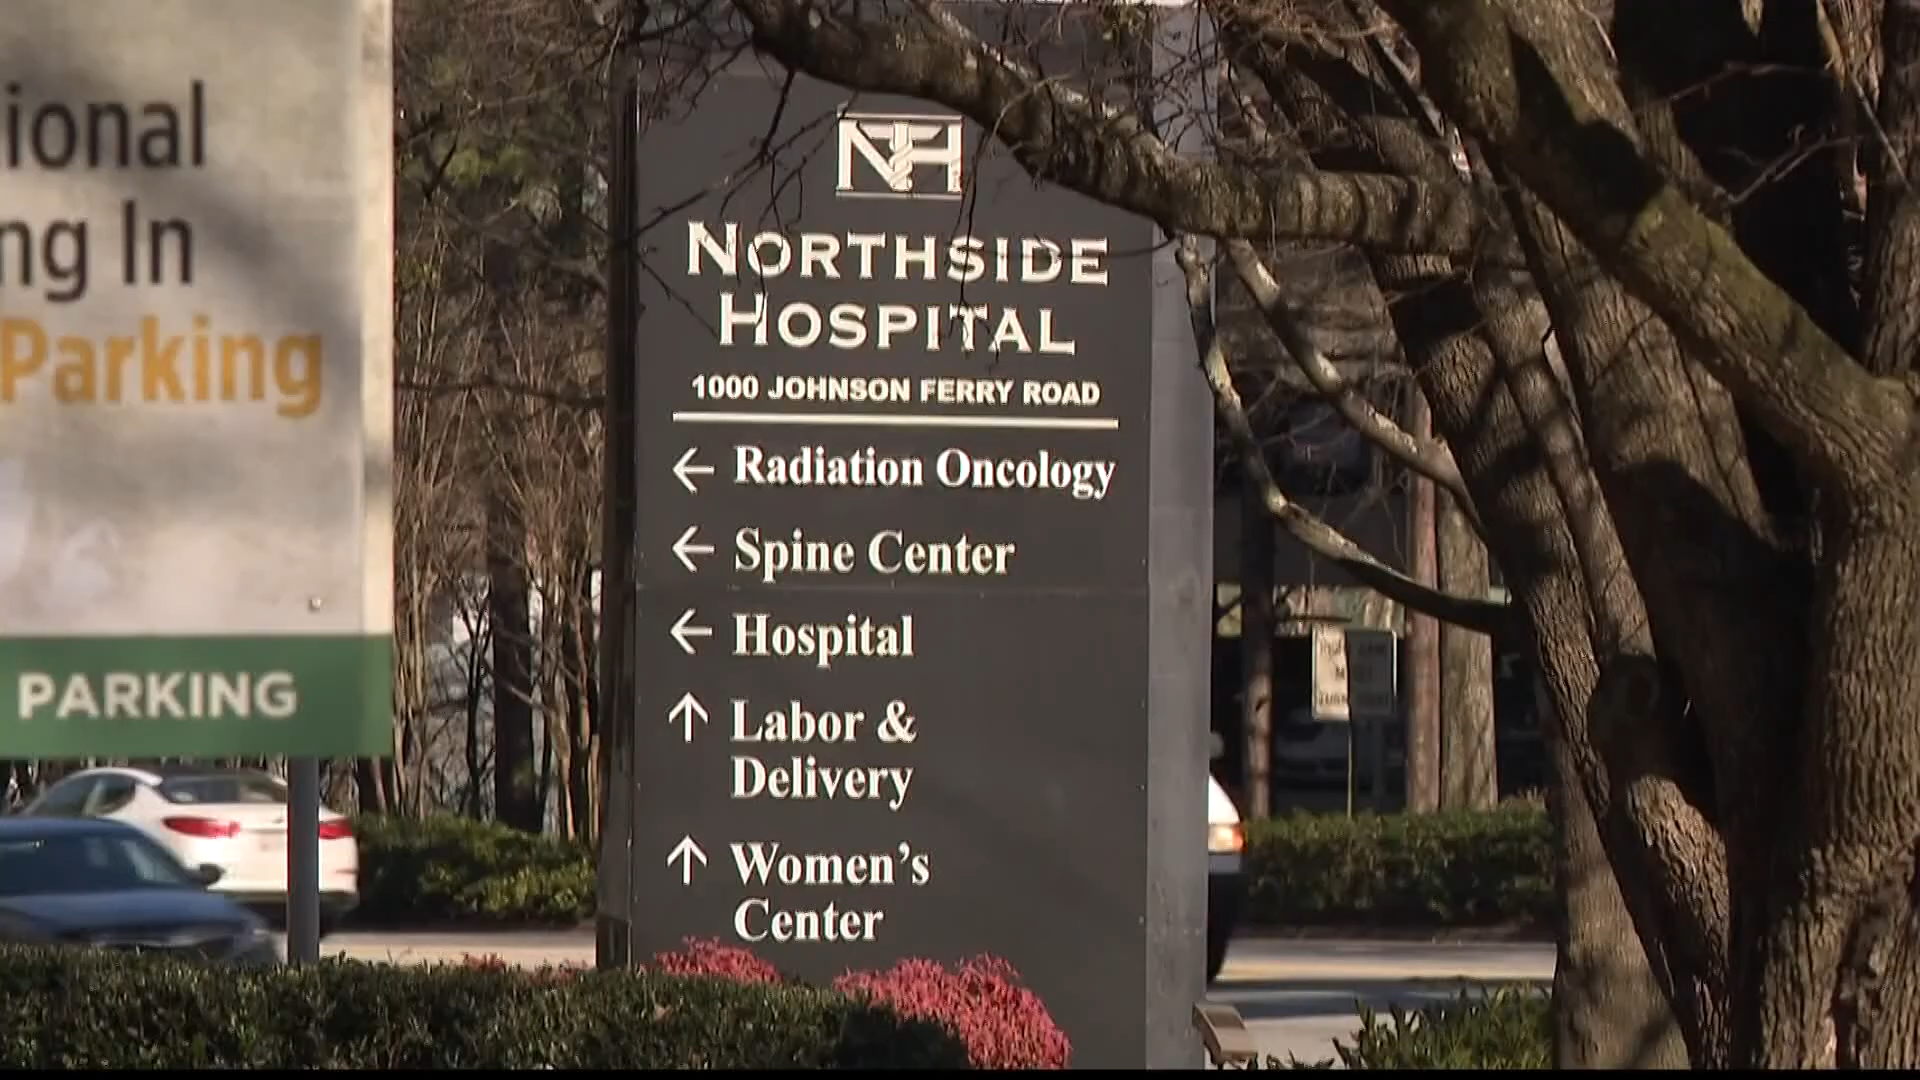 ional
ng In
Parking
PARKING
NH
NORTHSIDE
HOSPITAL
1000 JOHNSON FERRY ROAD
← Radiation Oncology
← Spine Center
← Hospital
↑ Labor &
Delivery
↑ Women's
Center